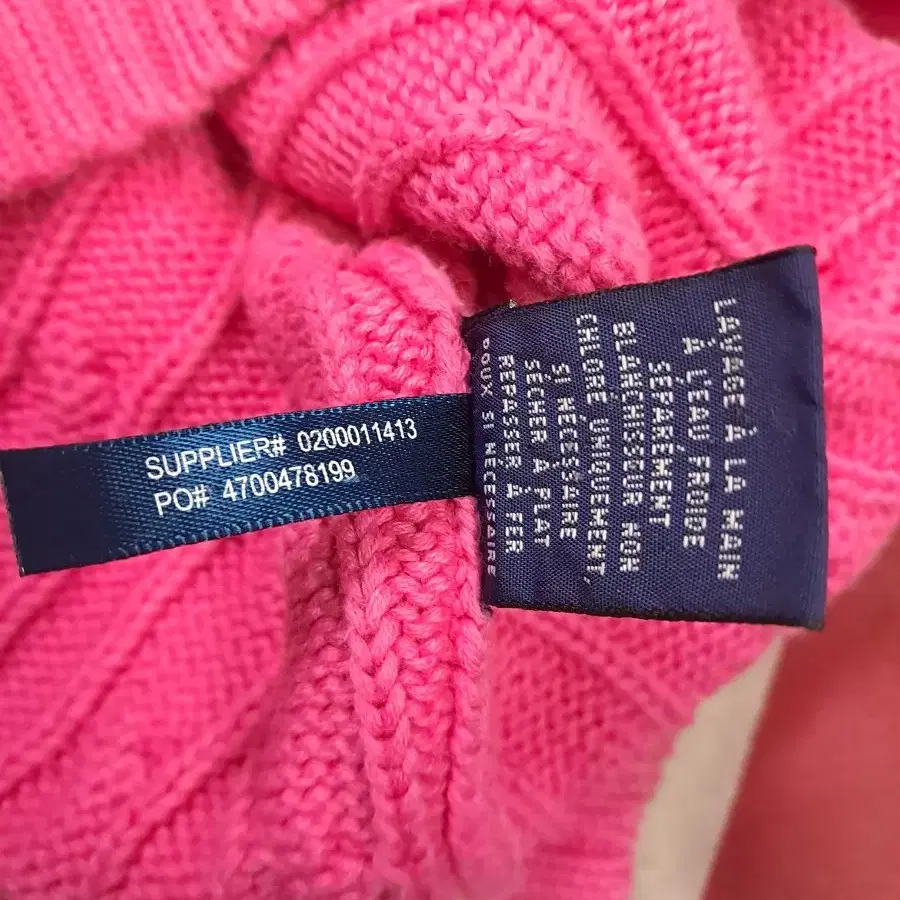 SUPPLIER# 0200011413
PO# 4700478199
LAVAGE À LA MAIN
À L'EAU FROIDE
SÉPARÉMENT
BLANCHISSEUR NON
CHLORÉ UNIQUEMENT,
SI NÉCESSAIRE
SÉCHER À PLAT
REPASSER À FER
DOUX SI NÉCESSAIRE